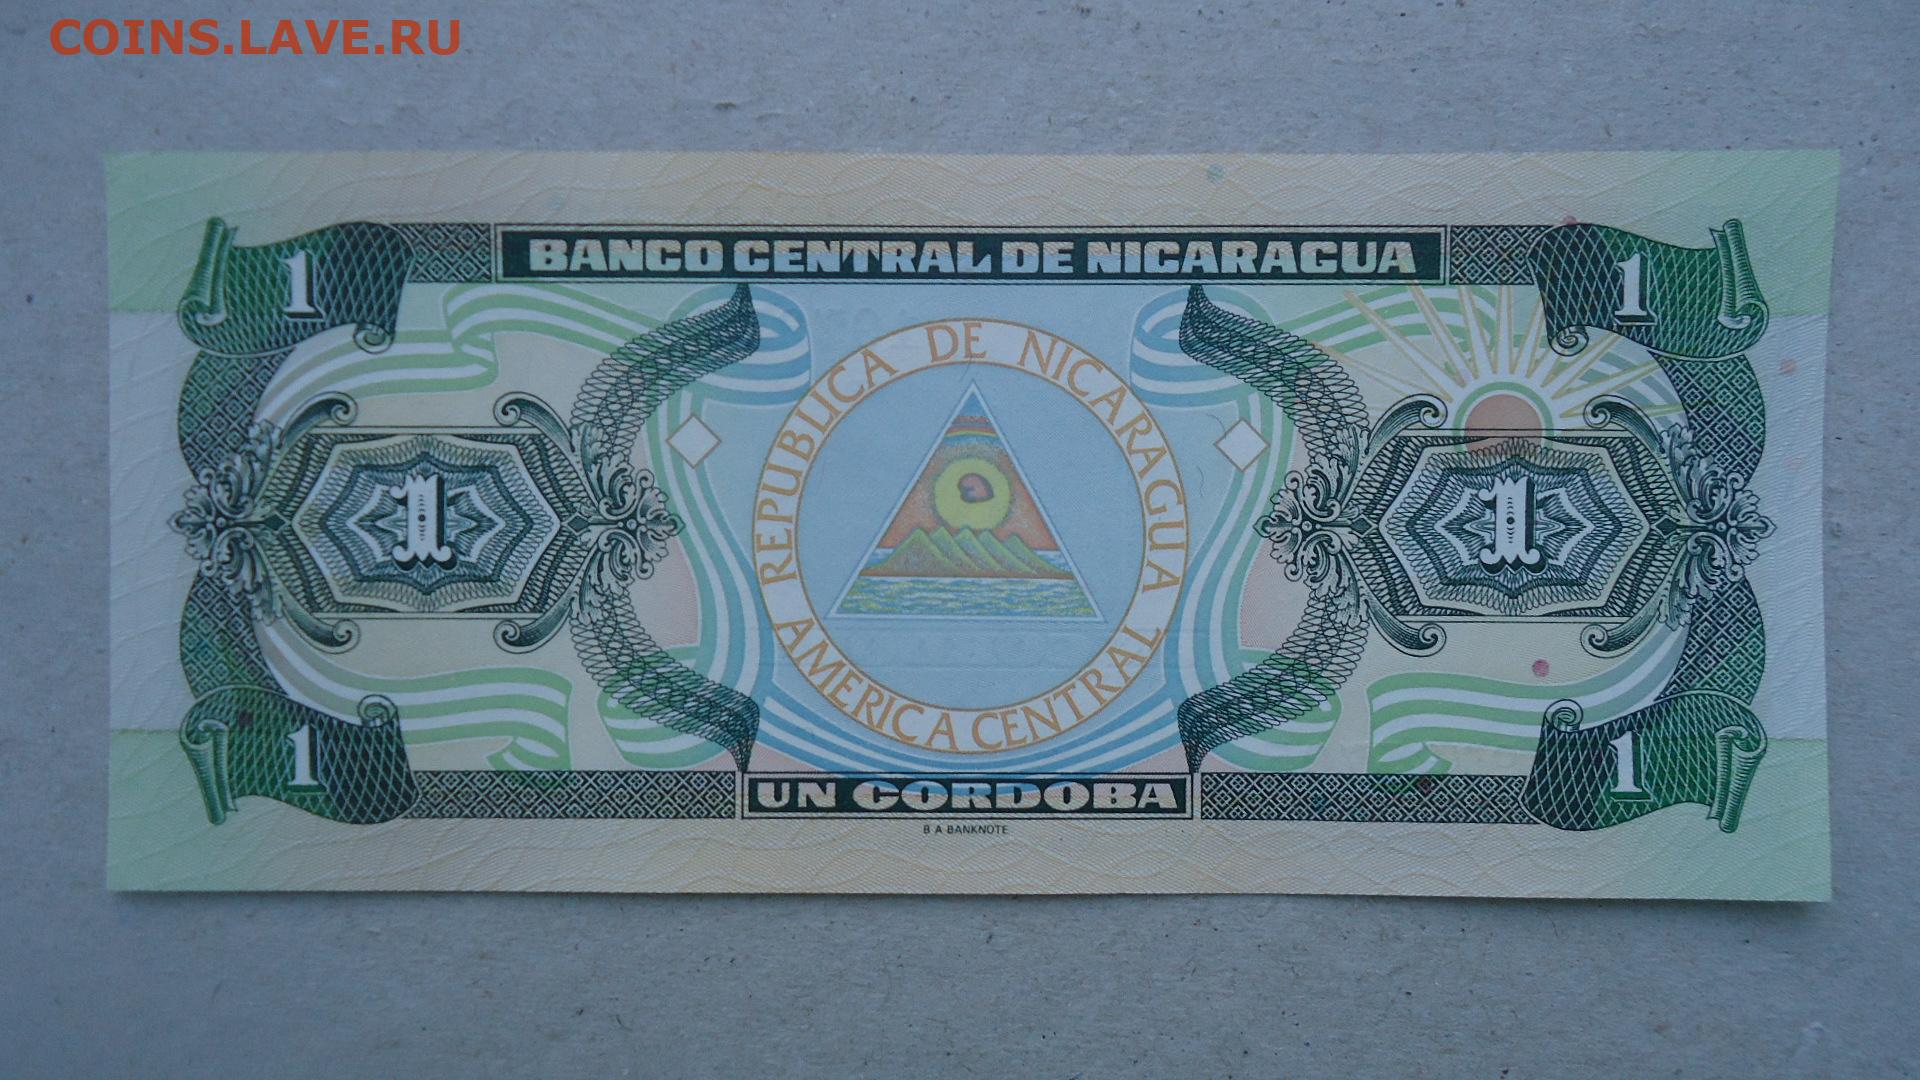 COINS.LAVE.RU
BANCO CENTRAL DE NICARAGUA
1
1
REPUBLICA DE NICARAGUA
1
1
AMERICA CENTRAL
1
1
UN CORDOBA
B A BANKNOTE